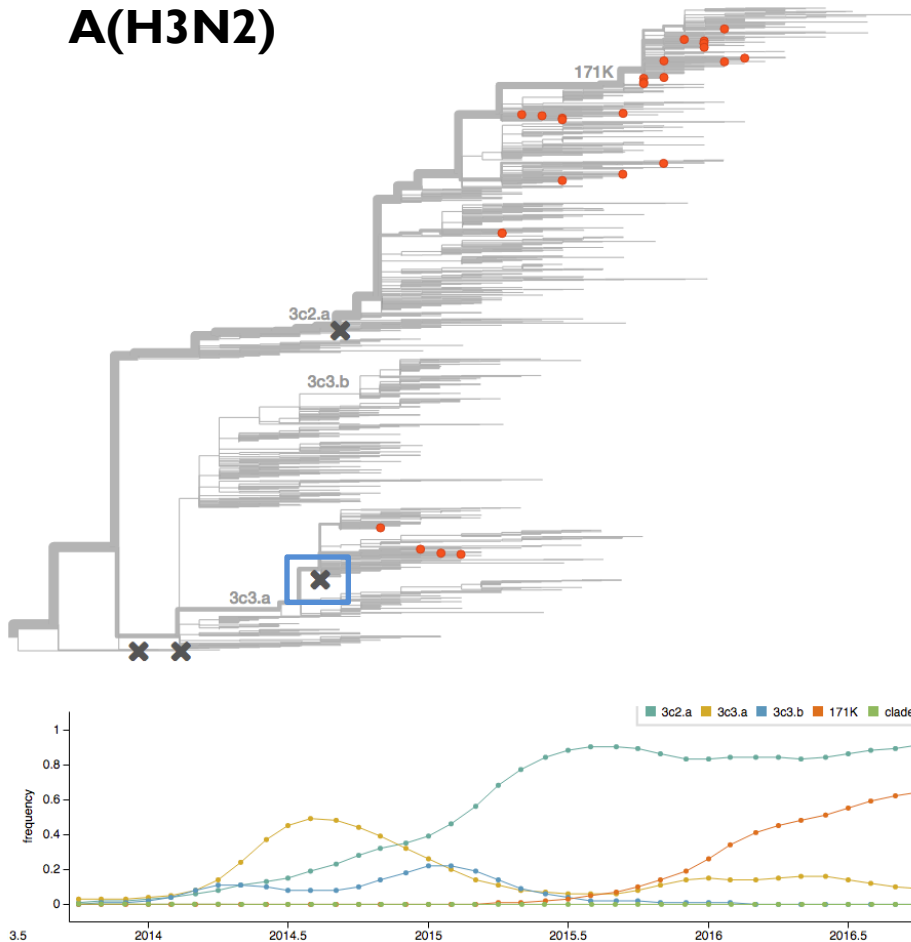 A(H3N2)
171K
3c2.a
3c3.b
3c3.a
3c2.a 3c3.a 3c3.b 171K clade
1
0.8
0.6
0.4
0.2
0
frequency
3.5 2014 2014.5 2015 2015.5 2016 2016.5